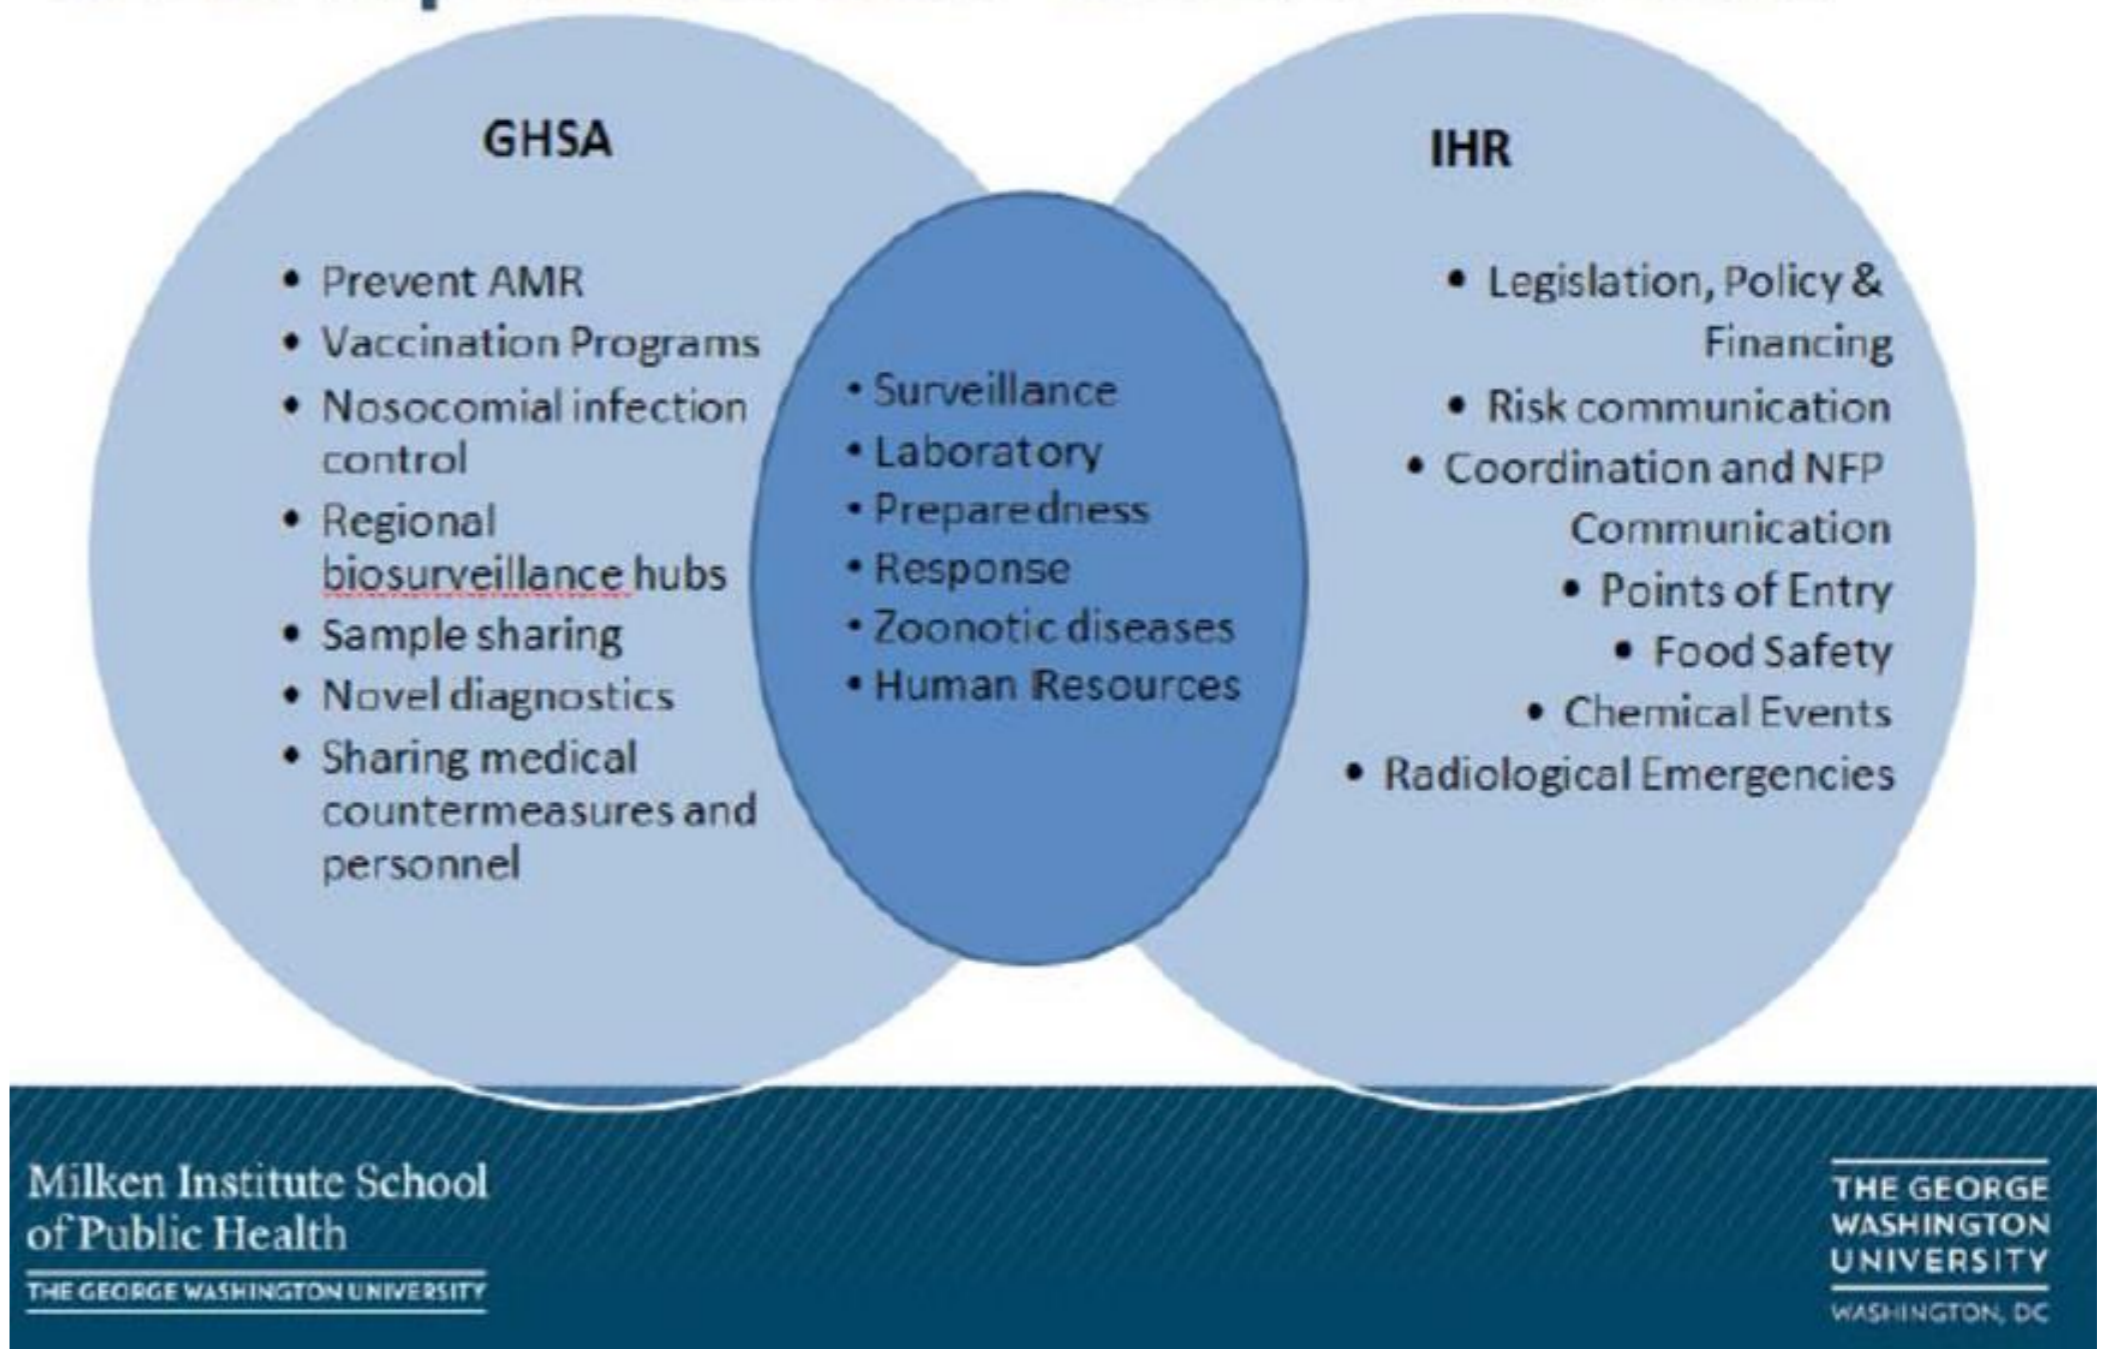 GHSA
• Prevent AMR
• Vaccination Programs
• Nosocomial infection
control
• Regional
biosurveillance hubs
• Sample sharing
• Novel diagnostics
• Sharing medical
countermeasures and
personnel
• Surveillance
• Laboratory
• Preparedness
• Response
• Zoonotic diseases
• Human Resources
IHR
• Legislation, Policy &
Financing
• Risk communication
• Coordination and NFP
Communication
• Points of Entry
• Food Safety
• Chemical Events
• Radiological Emergencies
Milken Institute School
of Public Health
THE GEORGE WASHINGTON UNIVERSITY
THE GEORGE
WASHINGTON
UNIVERSITY
WASHINGTON, DC